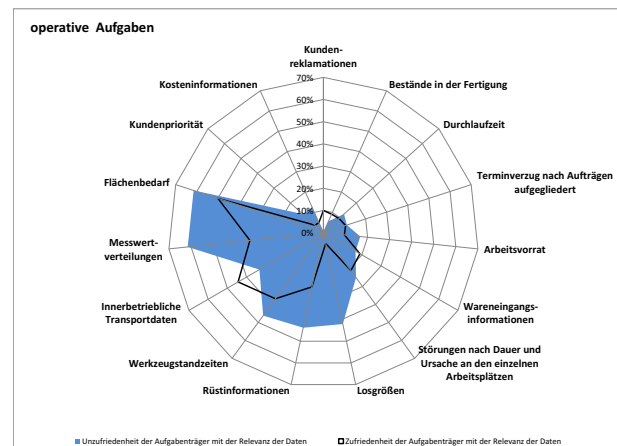 operative Aufgaben
Kunden-
reklamationen
Bestände in der Fertigung
Durchlaufzeit
Terminverzug nach Aufträgen
aufgegliedert
Arbeitsvorrat
Wareneingangs-
informationen
Störungen nach Dauer und
Ursache an den einzelnen
Arbeitsplätzen
Losgrößen
Rüstinformationen
Werkzeugstandzeiten
Innerbetriebliche
Transportdaten
Messwert-
verteilungen
Flächenbedarf
Kundenpriorität
Kosteninformationen
70%
60%
50%
40%
30%
20%
10%
0%
Unzufriedenheit der Aufgabenträger mit der Relevanz der Daten
Zufriedenheit der Aufgabenträger mit der Relevanz der Daten